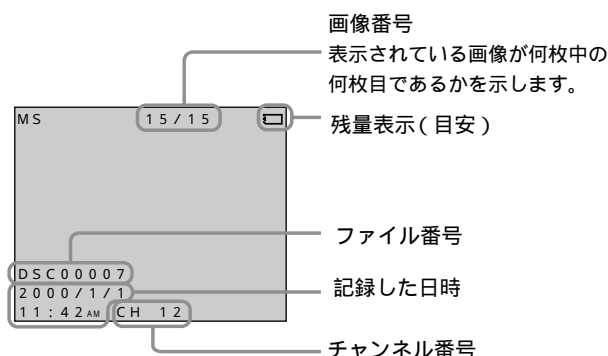 画像番号
表示されている画像が何枚中の
何枚目であるかを示します。
MS 15/15
残量表示(目安)
ファイル番号
DSC00007
2000/1/1
記録した日時
11:42AM CH 12
チャンネル番号